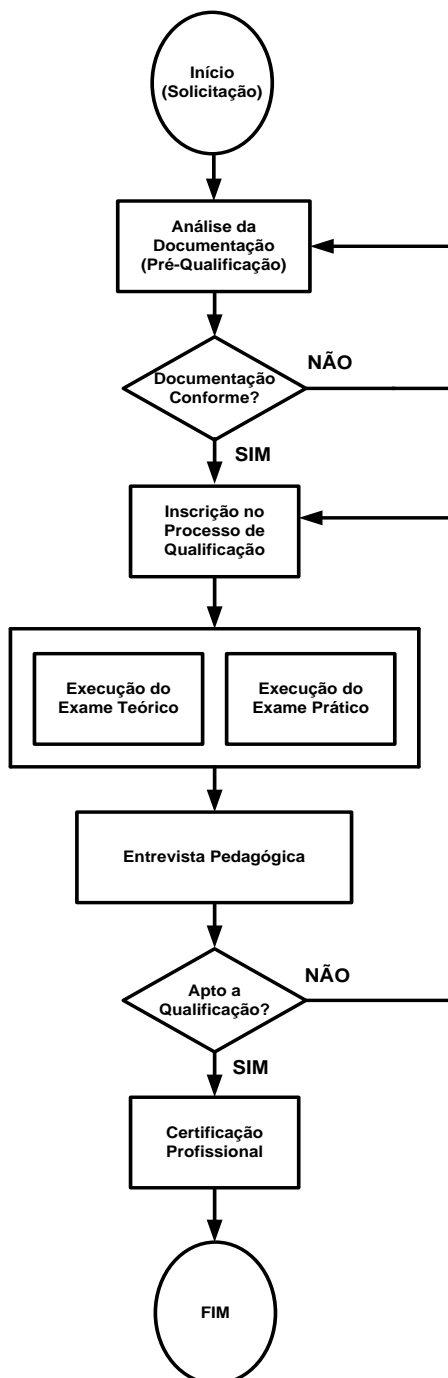 Início
(Solicitação)
Análise da
Documentação
(Pré-Qualificação)
Documentação
Conforme?
NÃO
SIM
Inscrição no
Processo de
Qualificação
Execução do
Exame Teórico
Execução do
Exame Prático
Entrevista Pedagógica
Apto a
Qualificação?
NÃO
SIM
Certificação
Profissional
FIM